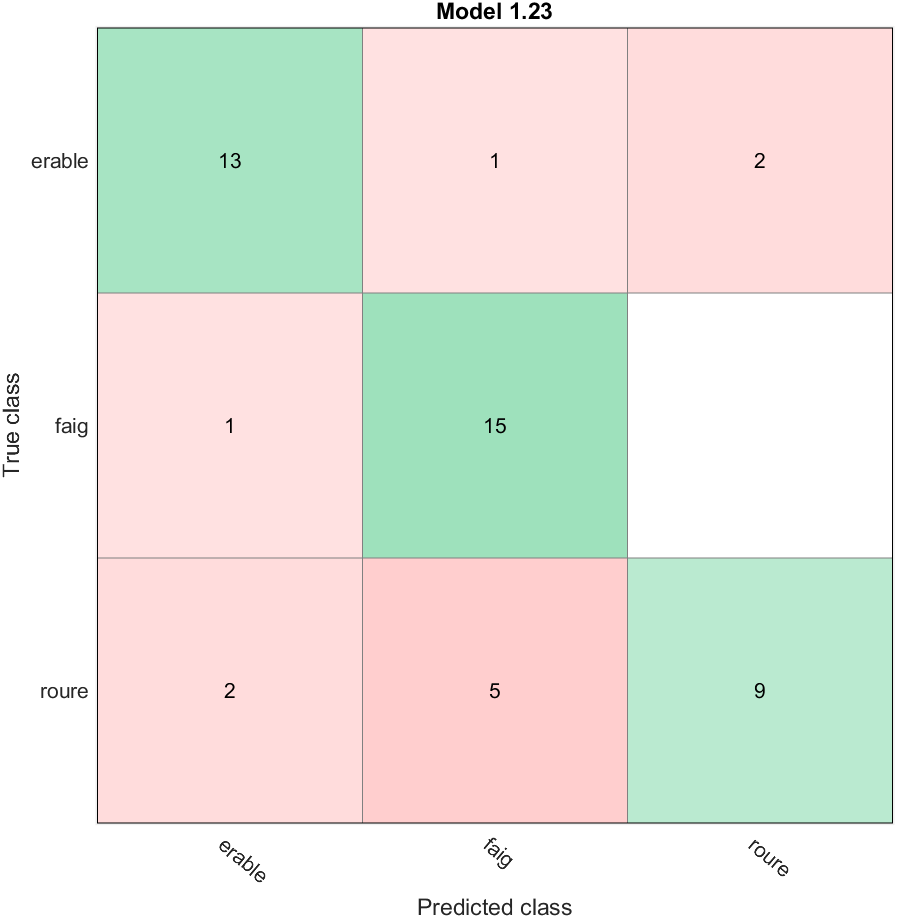 Model 1.23
erable 13 1 2
faig 1 15
roure 2 5 9
erable faig roure
Predicted class
True class